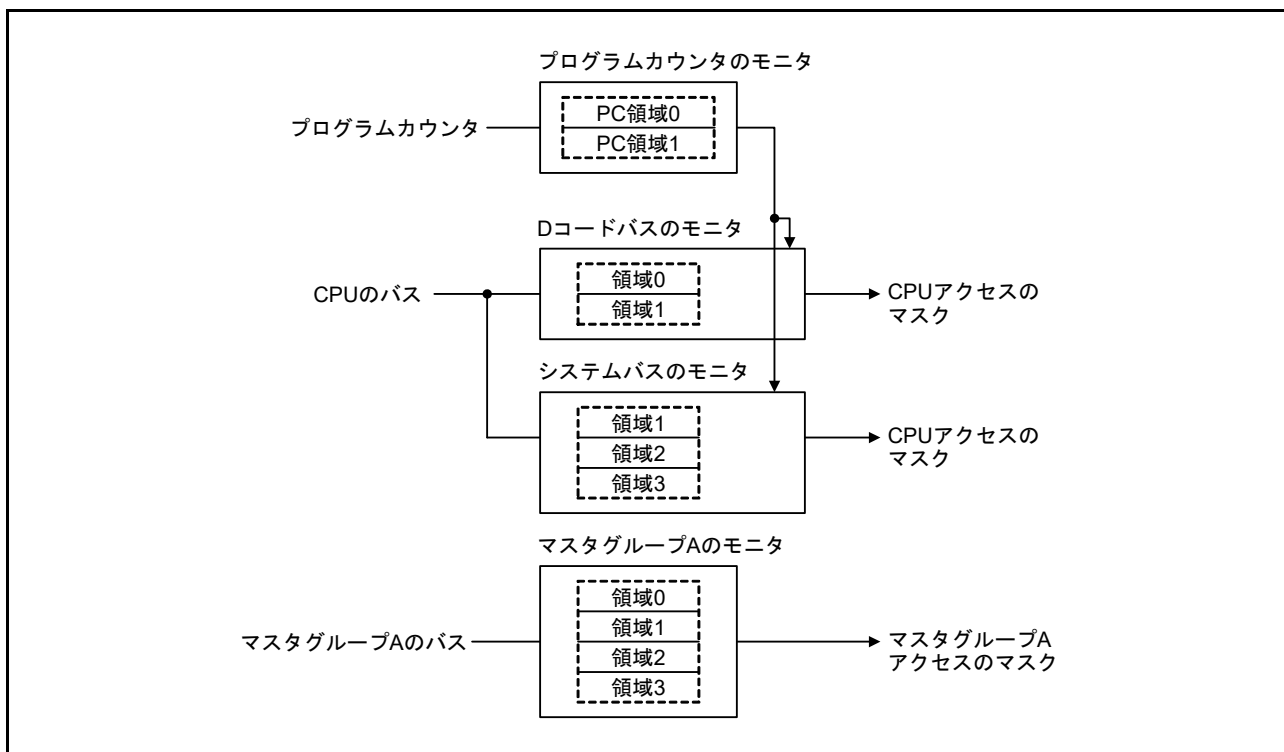 プログラムカウンタのモニタ
プログラムカウンタ
PC領域0
PC領域1
Dコードバスのモニタ
CPUのバス
領域0
領域1
CPUアクセスの
マスク
システムバスのモニタ
領域1
領域2
領域3
CPUアクセスの
マスク
マスタグループAのモニタ
マスタグループAのバス
領域0
領域1
領域2
領域3
マスタグループA
アクセスのマスク